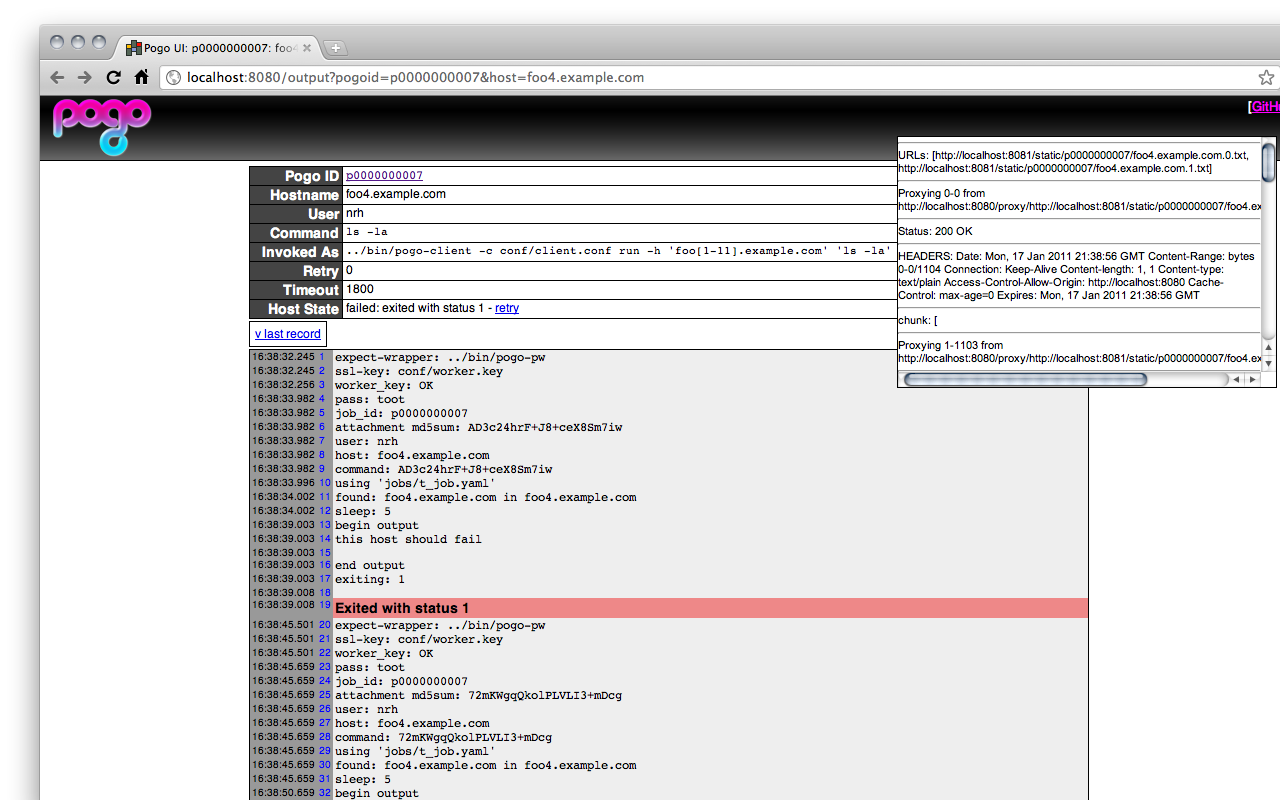 Pogo UI: p0000000007: foo4
localhost:8080/output?pogoid=p0000000007&host=foo4.example.com
pogo
[GitH
URLs: [http://localhost:8081/static/p0000000007/foo4.example.com.0.txt,
http://localhost:8081/static/p0000000007/foo4.example.com.1.txt]
Proxying 0-0 from
http://localhost:8080/proxy/http://localhost:8081/static/p0000000007/foo4.ex
Status: 200 OK
HEADERS: Date: Mon, 17 Jan 2011 21:38:56 GMT Content-Range: bytes
0-0/1104 Connection: Keep-Alive Content-length: 1, 1 Content-type:
text/plain Access-Control-Allow-Origin: http://localhost:8080 Cache-
Control: max-age=0 Expires: Mon, 17 Jan 2011 21:38:56 GMT
chunk: [
Proxying 1-1103 from
http://localhost:8080/proxy/http://localhost:8081/static/p0000000007/foo4.ex
Pogo ID p0000000007
Hostname foo4.example.com
User nrh
Command ls -la
Invoked As ../bin/pogo-client -c conf/client.conf run -h 'foo[1-11].example.com' 'ls -la'
Retry 0
Timeout 1800
Host State failed: exited with status 1 - retry
v last record
16:38:32.245 1 expect-wrapper: ../bin/pogo-pw
16:38:32.245 2 ssl-key: conf/worker.key
16:38:32.256 3 worker_key: OK
16:38:33.982 4 pass: toot
16:38:33.982 5 job_id: p0000000007
16:38:33.982 6 attachment md5sum: AD3c24hrF+J8+ceX8Sm7iw
16:38:33.982 7 user: nrh
16:38:33.982 8 host: foo4.example.com
16:38:33.982 9 command: AD3c24hrF+J8+ceX8Sm7iw
16:38:33.996 10 using 'jobs/t_job.yaml'
16:38:34.002 11 found: foo4.example.com in foo4.example.com
16:38:34.002 12 sleep: 5
16:38:39.003 13 begin output
16:38:39.003 14 this host should fail
16:38:39.003 15
16:38:39.003 16 end output
16:38:39.003 17 exiting: 1
16:38:39.008 18
16:38:39.008 19 Exited with status 1
16:38:45.501 20 expect-wrapper: ../bin/pogo-pw
16:38:45.501 21 ssl-key: conf/worker.key
16:38:45.501 22 worker_key: OK
16:38:45.659 23 pass: toot
16:38:45.659 24 job_id: p0000000007
16:38:45.659 25 attachment md5sum: 72mKWgqQkolPLVLI3+mDcg
16:38:45.659 26 user: nrh
16:38:45.659 27 host: foo4.example.com
16:38:45.659 28 command: 72mKWgqQkolPLVLI3+mDcg
16:38:45.659 29 using 'jobs/t_job.yaml'
16:38:45.659 30 found: foo4.example.com in foo4.example.com
16:38:45.659 31 sleep: 5
16:38:50.659 32 begin output